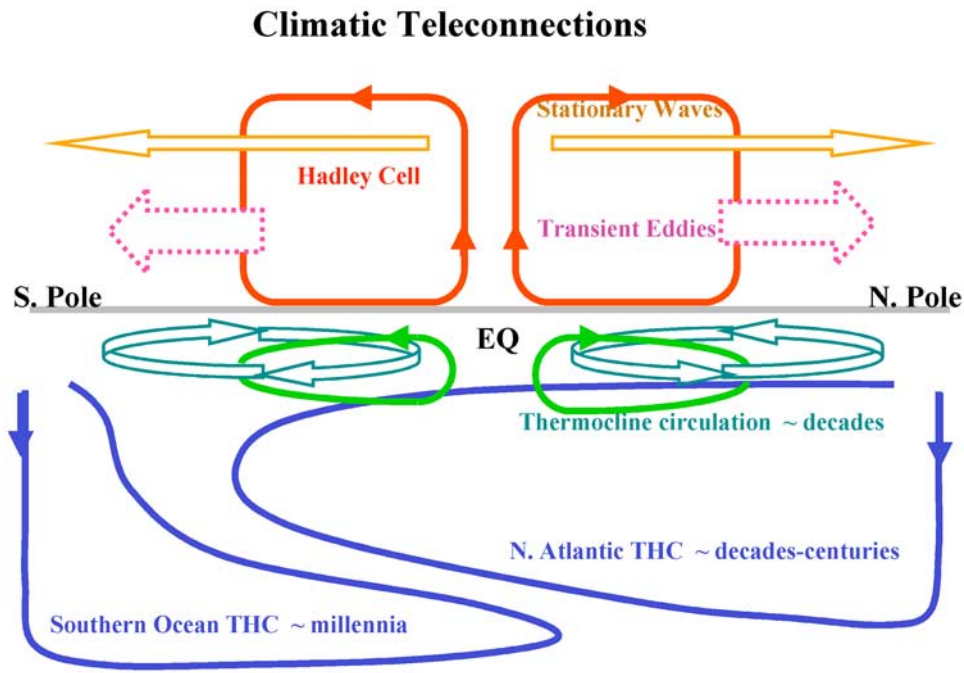 Climatic Teleconnections
Stationary Waves
Hadley Cell
Transient Eddies
S. Pole
N. Pole
EQ
Thermocline circulation ~ decades
N. Atlantic THC ~ decades-centuries
Southern Ocean THC ~ millennia